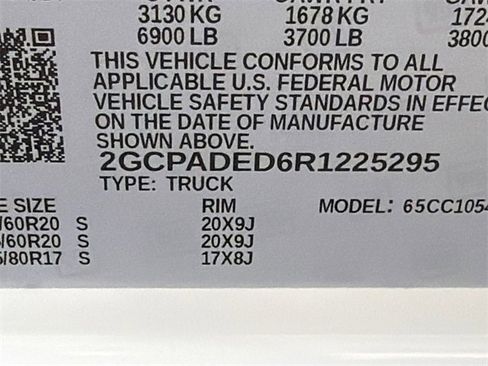 3130 KG 1678 KG
6900 LB 3700 LB 3800
THIS VEHICLE CONFORMS TO ALL
APPLICABLE U.S. FEDERAL MOTOR
VEHICLE SAFETY STANDARDS IN EFFEC
ON THE DATE OF MANUFACTURE
SHOWN ABOVE.
2GCPADED6R1225295
TYPE: TRUCK
E SIZE RIM MODEL: 65CC1054
/60R20 S 20X9J
/60R20 S 20X9J
/80R17 S 17X8J